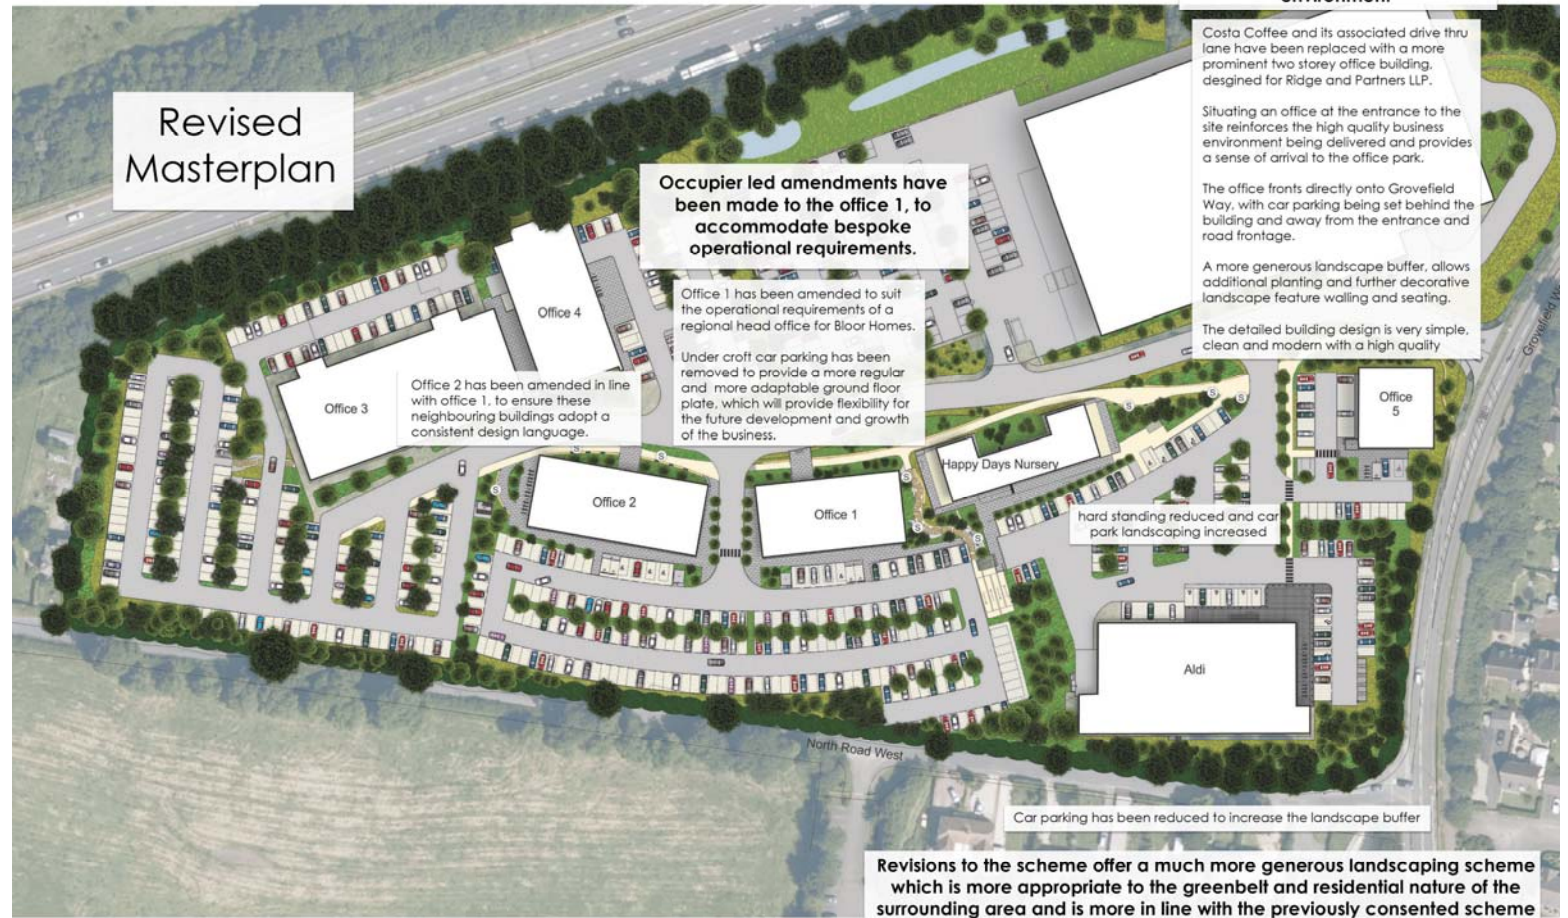 Revised
Masterplan
environment
Costa Coffee and its associated drive thru
lane have been replaced with a more
prominent two storey office building,
desgined for Ridge and Partners LLP.
Situating an office at the entrance to the
site reinforces the high quality business
environment being delivered and provides
a sense of arrival to the office park.
The office fronts directly onto Grovefield
Way, with car parking being set behind the
building and away from the entrance and
road frontage.
A more generous landscape buffer, allows
additional planting and further decorative
landscape feature walling and seating.
The detailed building design is very simple,
clean and modern with a high quality
Occupier led amendments have
been made to the office 1, to
accommodate bespoke
operational requirements.
Office 1 has been amended to suit
the operational requirements of a
regional head office for Bloor Homes.
Under croft car parking has been
removed to provide a more regular
and more adaptable ground floor
plate, which will provide flexibility for
the future development and growth
of the business.
Office 4
Office 3
Office 2 has been amended in line
with office 1, to ensure these
neighbouring buildings adopt a
consistent design language.
Office
5
Happy Days Nursery
Office 2
Office 1
hard standing reduced and car
park landscaping increased
Aldi
North Road West
Car parking has been reduced to increase the landscape buffer
Revisions to the scheme offer a much more generous landscaping scheme
which is more appropriate to the greenbelt and residential nature of the
surrounding area and is more in line with the previously consented scheme
S
S
S
S
S
S
S
S
S
S